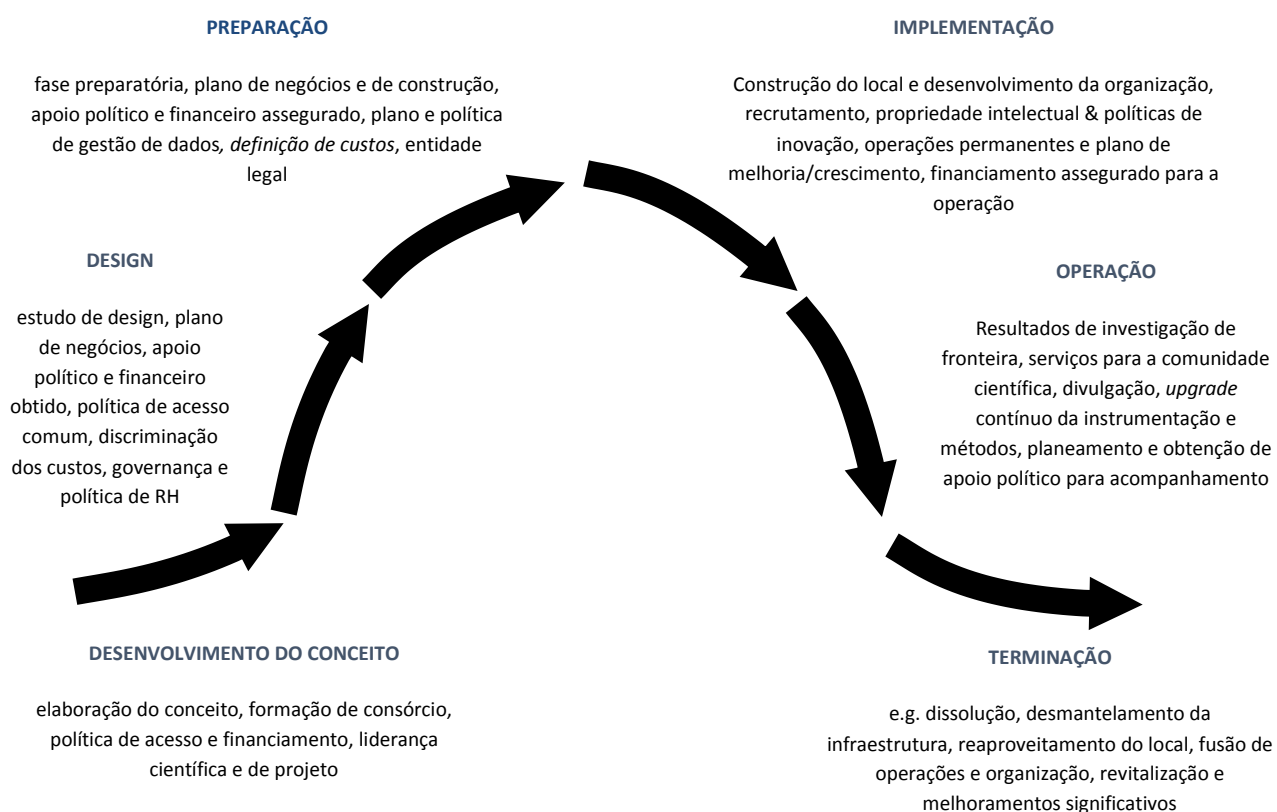 PREPARAÇÃO
fase preparatória, plano de negócios e de construção,
apoio político e financeiro assegurado, plano e política
de gestão de dados, definição de custos, entidade
legal
IMPLEMENTAÇÃO
Construção do local e desenvolvimento da organização,
recrutamento, propriedade intelectual & políticas de
inovação, operações permanentes e plano de
melhoria/crescimento, financiamento assegurado para a
operação
DESIGN
estudo de design, plano
de negócios, apoio
político e financeiro
obtido, política de acesso
comum, discriminação
dos custos, governança e
política de RH
OPERAÇÃO
Resultados de investigação de
fronteira, serviços para a comunidade
científica, divulgação, upgrade
contínuo da instrumentação e
métodos, planeamento e obtenção de
apoio político para acompanhamento
DESENVOLVIMENTO DO CONCEITO
elaboração do conceito, formação de consórcio,
política de acesso e financiamento, liderança
científica e de projeto
TERMINAÇÃO
e.g. dissolução, desmantelamento da
infraestrutura, reaproveitamento do local, fusão de
operações e organização, revitalização e
melhoramentos significativos